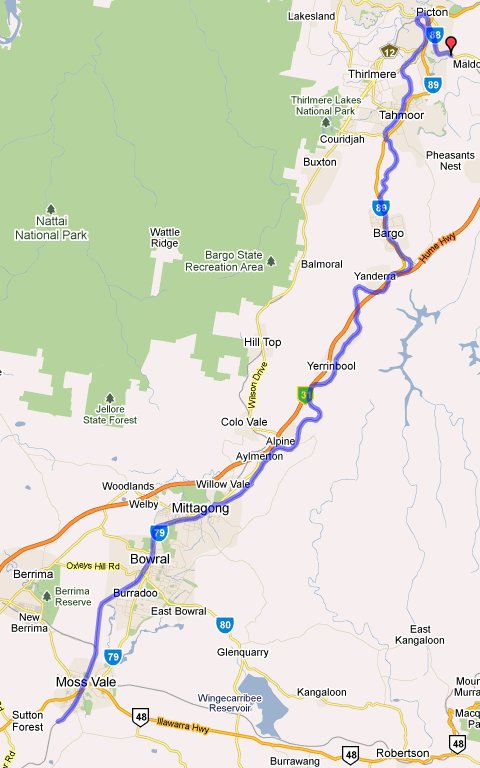 Lakesland
Picton
88
12
Maldo
Thirlmere
89
Thirlmere Lakes
National Park
Tahmoor
Couridjah
Pheasants
Nest
Buxton
Nattai
National Park
89
Wattle
Ridge
Bargo
Hume Hwy
Bargo State
Recreation Area
Balmoral
Yanderra
Hill Top
Yerrinbool
Wilson Drive
31
Jellore
State Forest
Colo Vale
Alpine
Aylmerton
Woodlands
Willow Vale
Welby
Mittagong
79
Bowral
Oxleys Hill Rd
Berrima
Berrima
Reserve
Burradoo
East Bowral
New
Berrima
80
East
Kangaloon
79
Glenquarry
Moss Vale
Wingecarribee
Reservoir
Kangaloon
Mount
Murra
Sutton
Forest
48
Illawarra Hwy
Macq
Pa
48
Robertson
48
Burrawang
or Rd